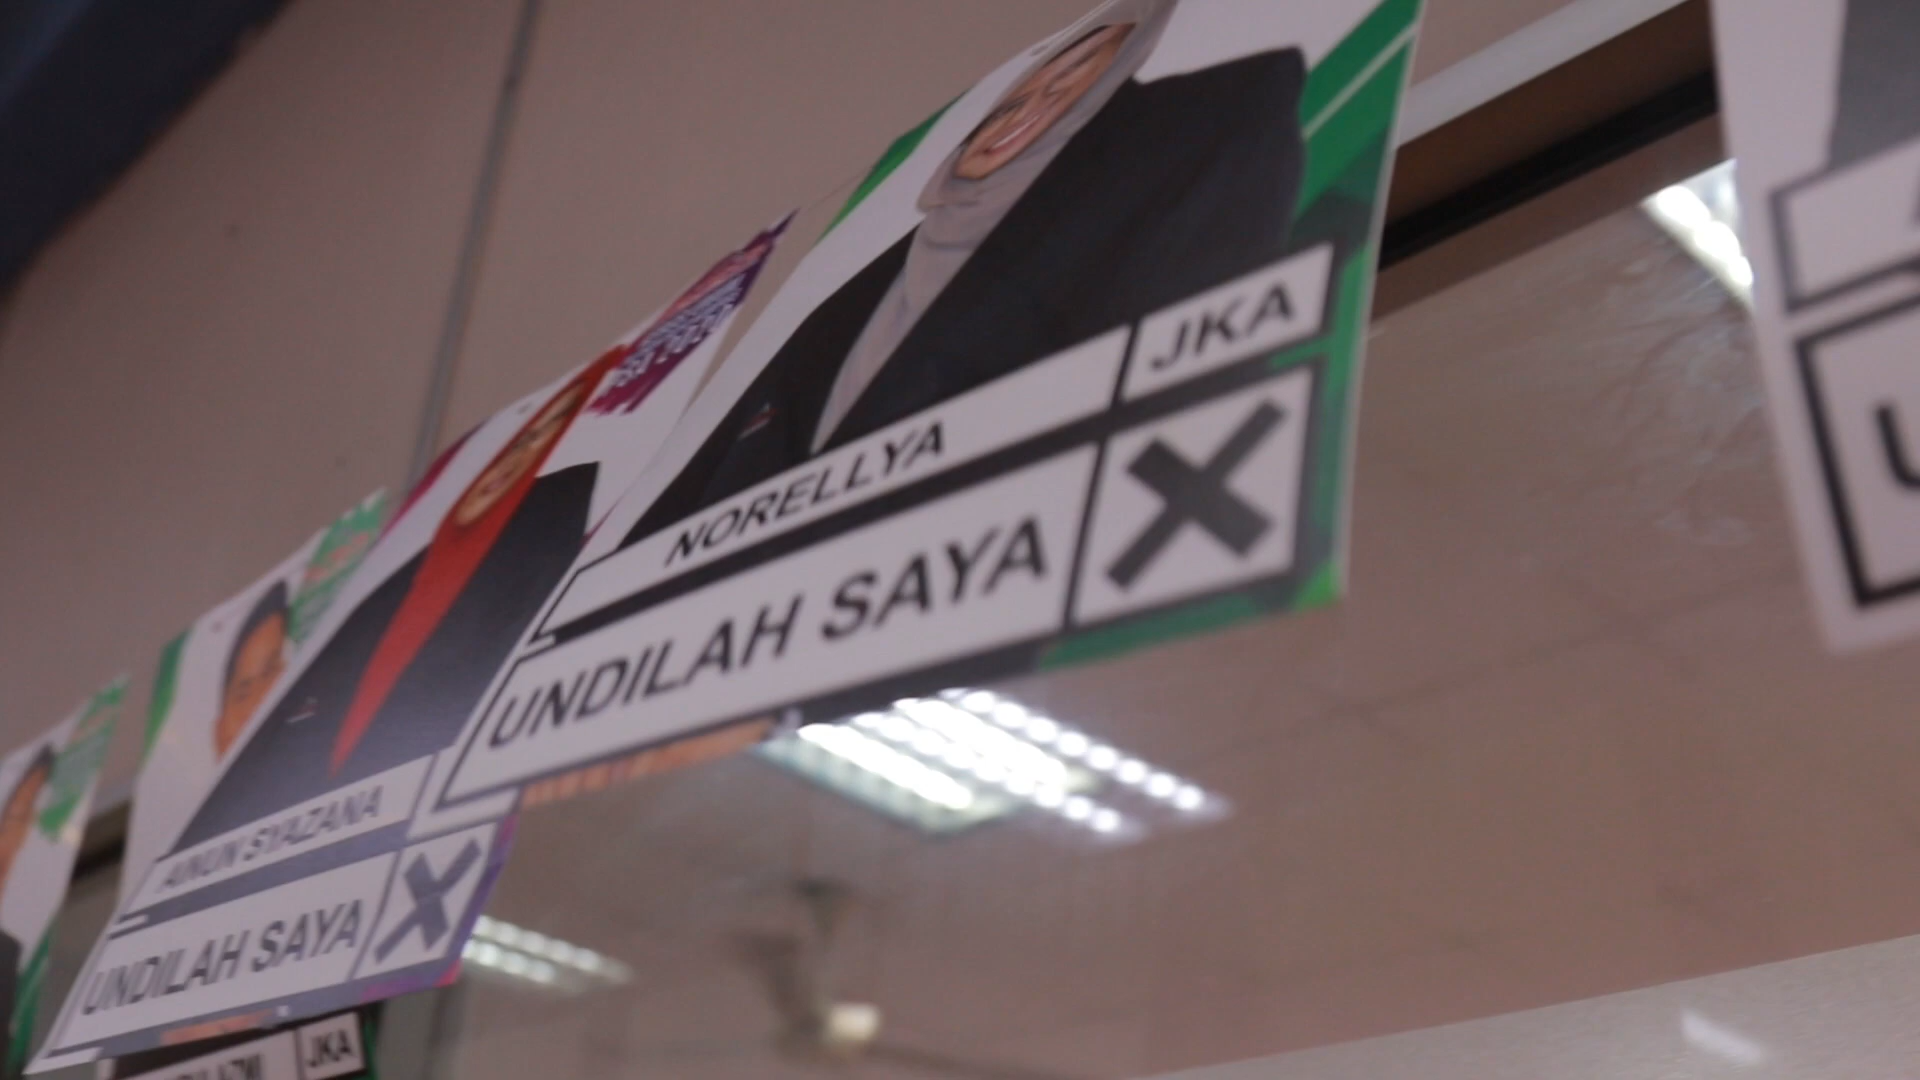 NORELLYA
JKA
UNDILAH SAYA
AINUN SYAZANA
UNDILAH SAYA
JKA